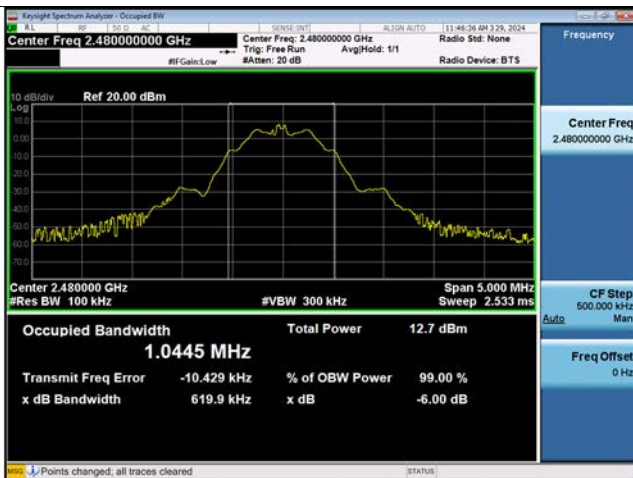 Keysight Spectrum Analyzer - Occupied BW
RL RF 50 Ω AC SENSE:INT ALIGN AUTO 11:46:36 AM 3 29, 2024
Center Freq 2.480000000 GHz
Center Freq: 2.480000000 GHz
Radio Std: None
Trig: Free Run Avg|Hold: 1/1
#IFGain:Low
#Atten: 20 dB
Radio Device: BTS
10 dB/div Ref 20.00 dBm
Log
10.0
0.00
-10.0
-20.0
-30.0
-40.0
-50.0
-60.0
-70.0
Center 2.480000 GHz
Span 5.000 MHz
#Res BW 100 kHz
#VBW 300 kHz
Sweep 2.533 ms
Occupied Bandwidth
Total Power 12.7 dBm
1.0445 MHz
Transmit Freq Error -10.429 kHz % of OBW Power 99.00 %
x dB Bandwidth 619.9 kHz x dB -6.00 dB
MSG Points changed; all traces cleared
STATUS
Frequency
Center Freq
2.480000000 GHz
CF Step
500.000 kHz
Auto Man
Freq Offset
0 Hz